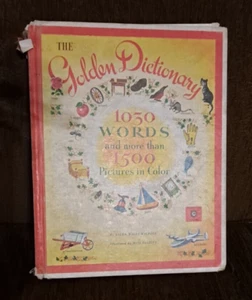 THE
Golden Dictionary
1030
WORDS
and more than
1500
Pictures in Color